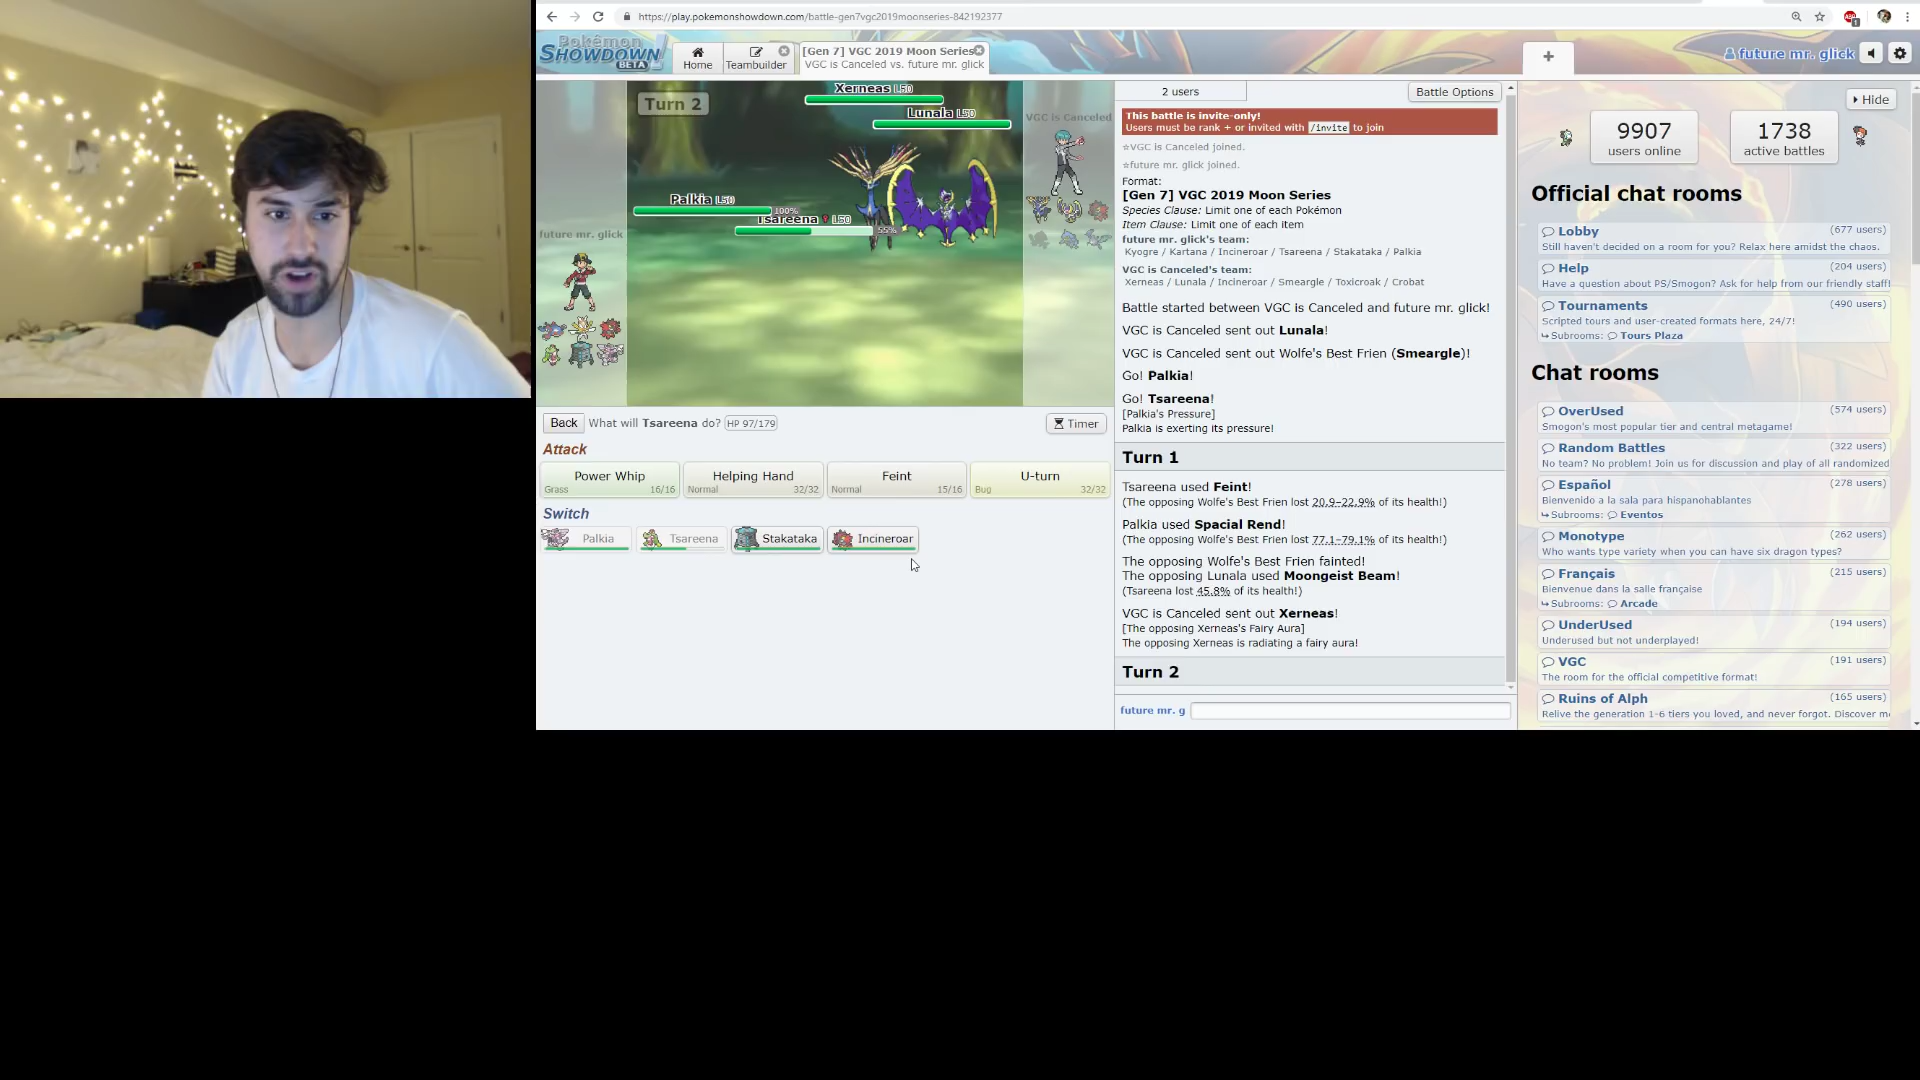 https://play.pokemonshowdown.com/battle-gen7vgc2019moonseries-842192377
Pokémon
SHOWDOWN
BETA
Home
Teambuilder
[Gen 7] VGC 2019 Moon Series
VGC is Canceled vs. future mr. glick
+
future mr. glick
Turn 2
Xerneas L50
Lunala L50
Palkia L50
100%
Tsareena L50
55%
VGC is Canceled
future mr. glick
Back
What will Tsareena do? HP 97/179
Timer
Attack
Power Whip
Grass 16/16
Helping Hand
Normal 32/32
Feint
Normal 15/16
U-turn
Bug 32/32
Switch
Palkia
Tsareena
Stakataka
Incineroar
2 users
Battle Options
This battle is invite-only!
Users must be rank + or invited with /invite to join
☆VGC is Canceled joined.
☆future mr. glick joined.
Format:
[Gen 7] VGC 2019 Moon Series
Species Clause: Limit one of each Pokémon
Item Clause: Limit one of each item
future mr. glick's team:
Kyogre / Kartana / Incineroar / Tsareena / Stakataka / Palkia
VGC is Canceled's team:
Xerneas / Lunala / Incineroar / Smeargle / Toxicroak / Crobat
Battle started between VGC is Canceled and future mr. glick!
VGC is Canceled sent out Lunala!
VGC is Canceled sent out Wolfe's Best Frien (Smeargle)!
Go! Palkia!
Go! Tsareena!
[Palkia's Pressure]
Palkia is exerting its pressure!
Turn 1
Tsareena used Feint!
(The opposing Wolfe's Best Frien lost 20.9–22.9% of its health!)
Palkia used Spacial Rend!
(The opposing Wolfe's Best Frien lost 77.1–79.1% of its health!)
The opposing Wolfe's Best Frien fainted!
The opposing Lunala used Moongeist Beam!
(Tsareena lost 45.8% of its health!)
VGC is Canceled sent out Xerneas!
[The opposing Xerneas's Fairy Aura]
The opposing Xerneas is radiating a fairy aura!
Turn 2
future mr. g
Hide
9907
users online
1738
active battles
Official chat rooms
Lobby (677 users)
Still haven't decided on a room for you? Relax here amidst the chaos.
Help (204 users)
Have a question about PS/Smogon? Ask for help from our friendly staff!
Tournaments (490 users)
Scripted tours and user-created formats here, 24/7!
Subrooms: Tours Plaza
Chat rooms
OverUsed (574 users)
Smogon's most popular tier and central metagame!
Random Battles (322 users)
No team? No problem! Join us for discussion and play of all randomized
Español (278 users)
Bienvenido a la sala para hispanohablantes
Subrooms: Eventos
Monotype (262 users)
Who wants type variety when you can have six dragon types?
Français (215 users)
Bienvenue dans la salle française
Subrooms: Arcade
UnderUsed (194 users)
Underused but not underplayed!
VGC (191 users)
The room for the official competitive format!
Ruins of Alph (165 users)
Relive the generation 1-6 tiers you loved, and never forgot. Discover